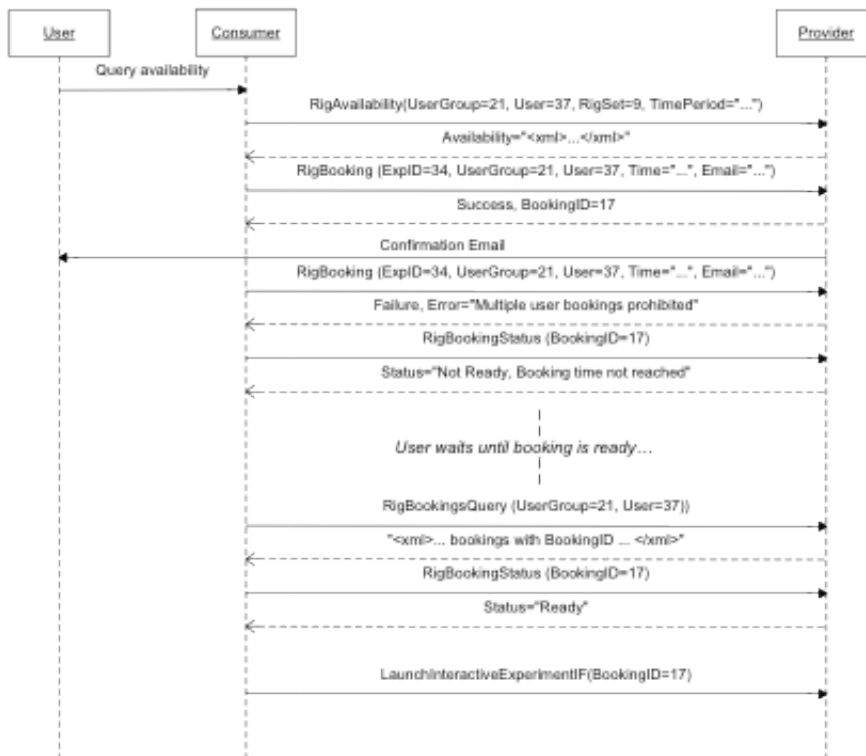 User
Consumer
Provider
Query availability
RigAvailability(UserGroup=21, User=37, RigSet=9, TimePeriod="...")
Availability="<xml>...</xml>"
RigBooking (ExpID=34, UserGroup=21, User=37, Time="...", Email="...")
Success, BookingID=17
Confirmation Email
RigBooking (ExpID=34, UserGroup=21, User=37, Time="...", Email="...")
Failure, Error="Multiple user bookings prohibited"
RigBookingStatus (BookingID=17)
Status="Not Ready, Booking time not reached"
User waits until booking is ready...
RigBookingsQuery (UserGroup=21, User=37))
"<xml>... bookings with BookingID ... </xml>"
RigBookingStatus (BookingID=17)
Status="Ready"
LaunchInteractiveExperimentIF(BookingID=17)